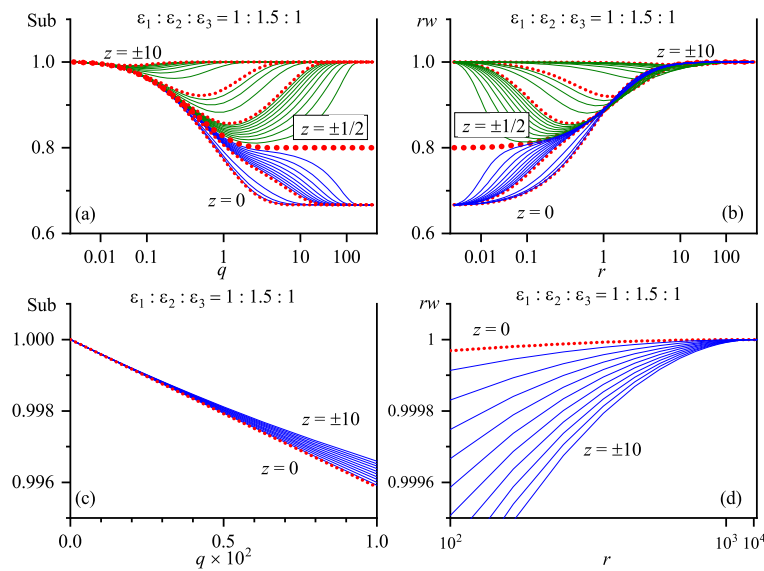 Sub
ε₁ : ε₂ : ε₃ = 1 : 1.5 : 1
z = ±10
1.0
0.8
0.6
z = ±1/2
z = 0
(a)
0.01 0.1 1 10 100
q
rw
ε₁ : ε₂ : ε₃ = 1 : 1.5 : 1
z = ±10
1.0
0.8
0.6
z = ±1/2
z = 0
(b)
0.01 0.1 1 10 100
r
Sub
ε₁ : ε₂ : ε₃ = 1 : 1.5 : 1
1.000
0.998
0.996
z = ±10
z = 0
(c)
0.0 0.5 1.0
q × 10²
rw
ε₁ : ε₂ : ε₃ = 1 : 1.5 : 1
z = 0
1
0.9998
0.9996
z = ±10
(d)
10² 10³ 10⁴
r